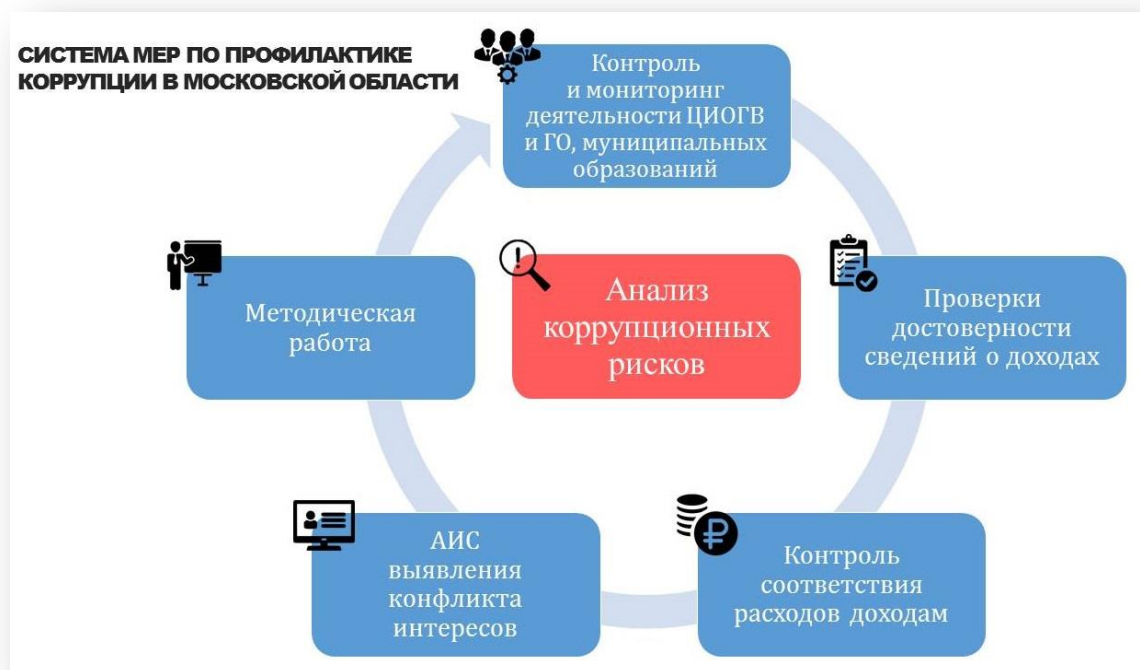 СИСТЕМА МЕР ПО ПРОФИЛАКТИКЕ
КОРРУПЦИИ В МОСКОВСКОЙ ОБЛАСТИ
Контроль
и мониторинг
деятельности ЦИОГВ
и ГО, муниципальных
образований
Методическая
работа
Анализ
коррупционных
рисков
Проверки
достоверности
сведений о доходах
АИС
выявления
конфликта
интересов
Контроль
соответствия
расходов доходам